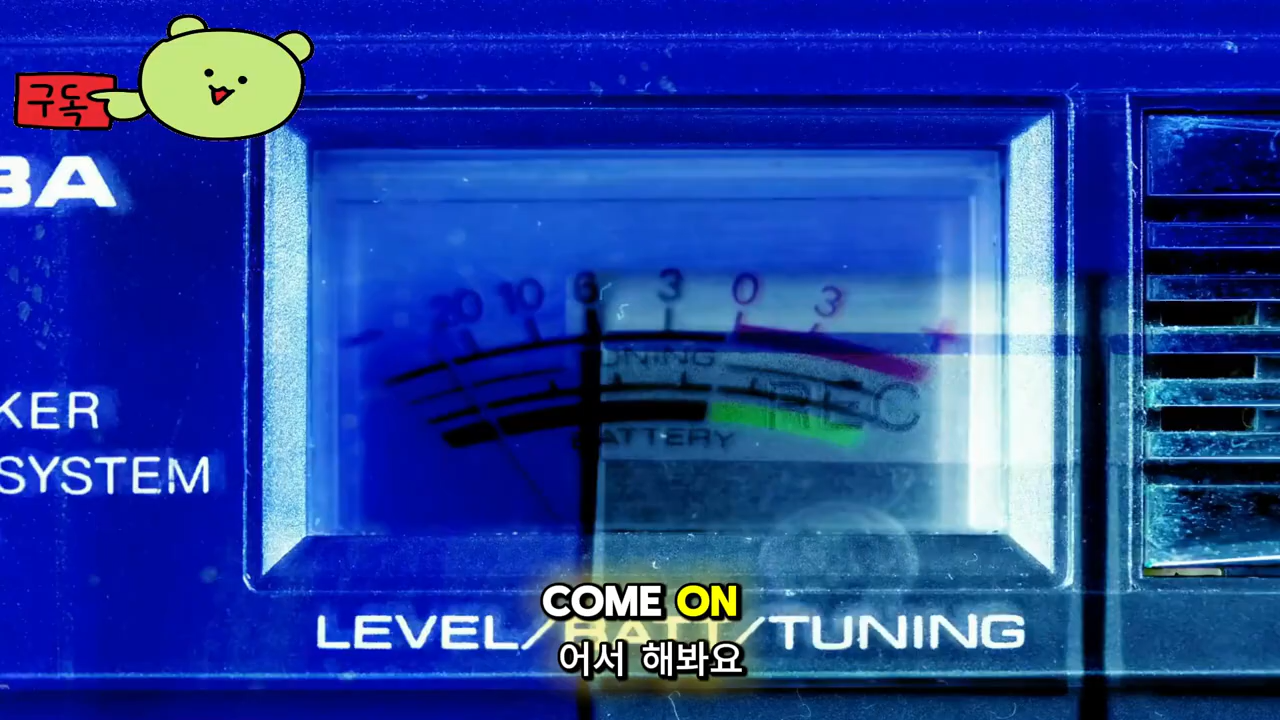 구독
BA
20 10 6 3 0 3
- +
TUNING
REC
BATTERY
KER
SYSTEM
COME ON
LEVEL/BATT/TUNING
어서 해봐요